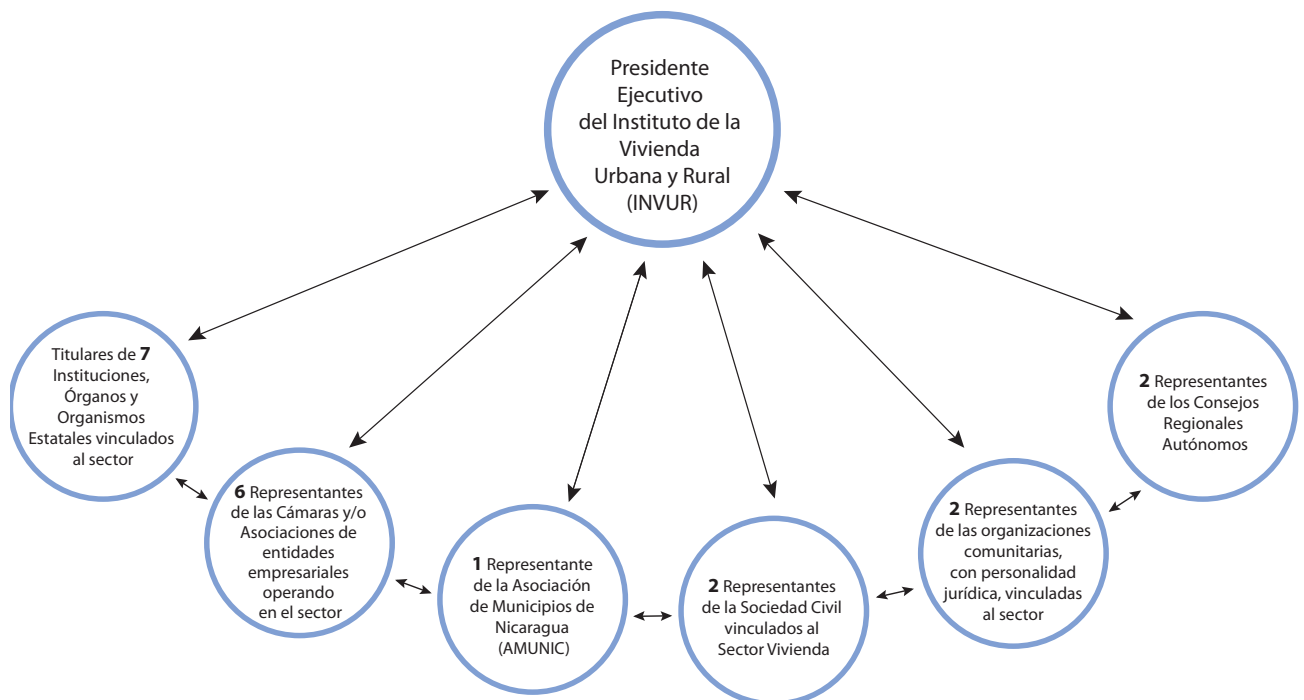 Presidente
Ejecutivo
del Instituto de la
Vivienda
Urbana y Rural
(INVUR)
Titulares de 7
Instituciones,
Órganos y
Organismos
Estatales vinculados
al sector
6 Representantes
de las Cámaras y/o
Asociaciones de
entidades
empresariales
operando
en el sector
1 Representante
de la Asociación
de Municipios de
Nicaragua
(AMUNIC)
2 Representantes
de la Sociedad Civil
vinculados al
Sector Vivienda
2 Representantes
de las organizaciones
comunitarias,
con personalidad
jurídica, vinculadas
al sector
2 Representantes
de los Consejos
Regionales
Autónomos